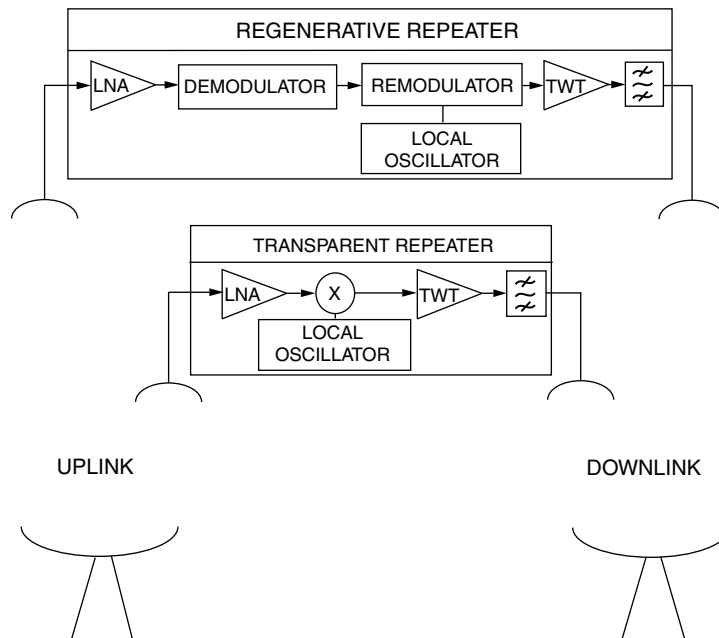 REGENERATIVE REPEATER
LNA
DEMODULATOR
REMODULATOR
TWT
LOCAL
OSCILLATOR
TRANSPARENT REPEATER
LNA
X
TWT
LOCAL
OSCILLATOR
UPLINK
DOWNLINK